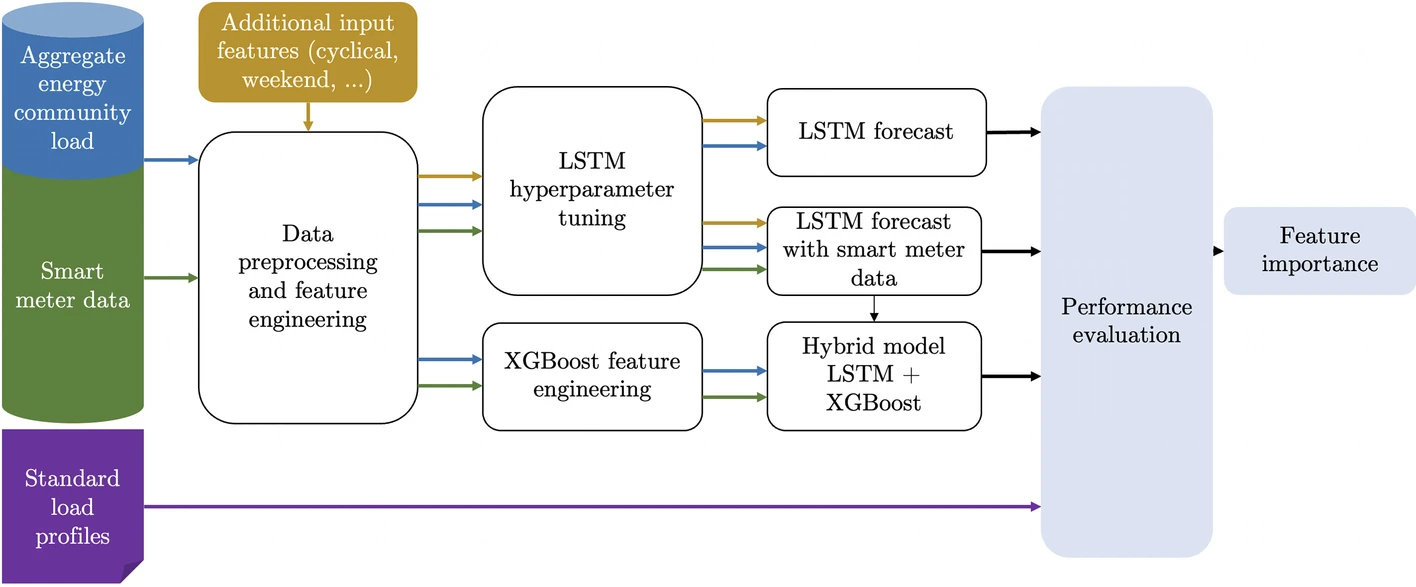 Aggregate
energy
community
load
Smart
meter data
Standard
load
profiles
Additional input
features (cyclical,
weekend, ...)
Data
preprocessing
and feature
engineering
LSTM
hyperparameter
tuning
XGBoost feature
engineering
LSTM forecast
LSTM forecast
with smart meter
data
Hybrid model
LSTM +
XGBoost
Performance
evaluation
Feature
importance